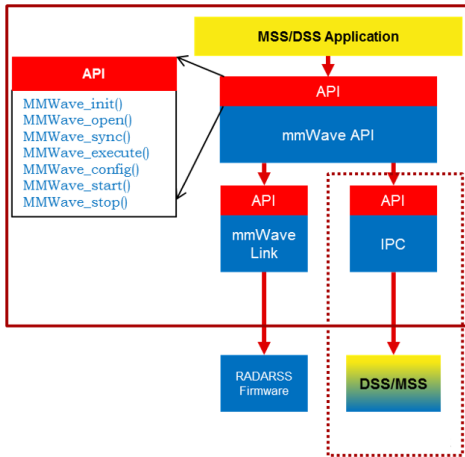 MSS/DSS Application
API
MMWave_init()
MMWave_open()
MMWave_sync()
MMWave_execute()
MMWave_config()
MMWave_start()
MMWave_stop()
API
mmWave API
API
mmWave
Link
API
IPC
RADARSS
Firmware
DSS/MSS